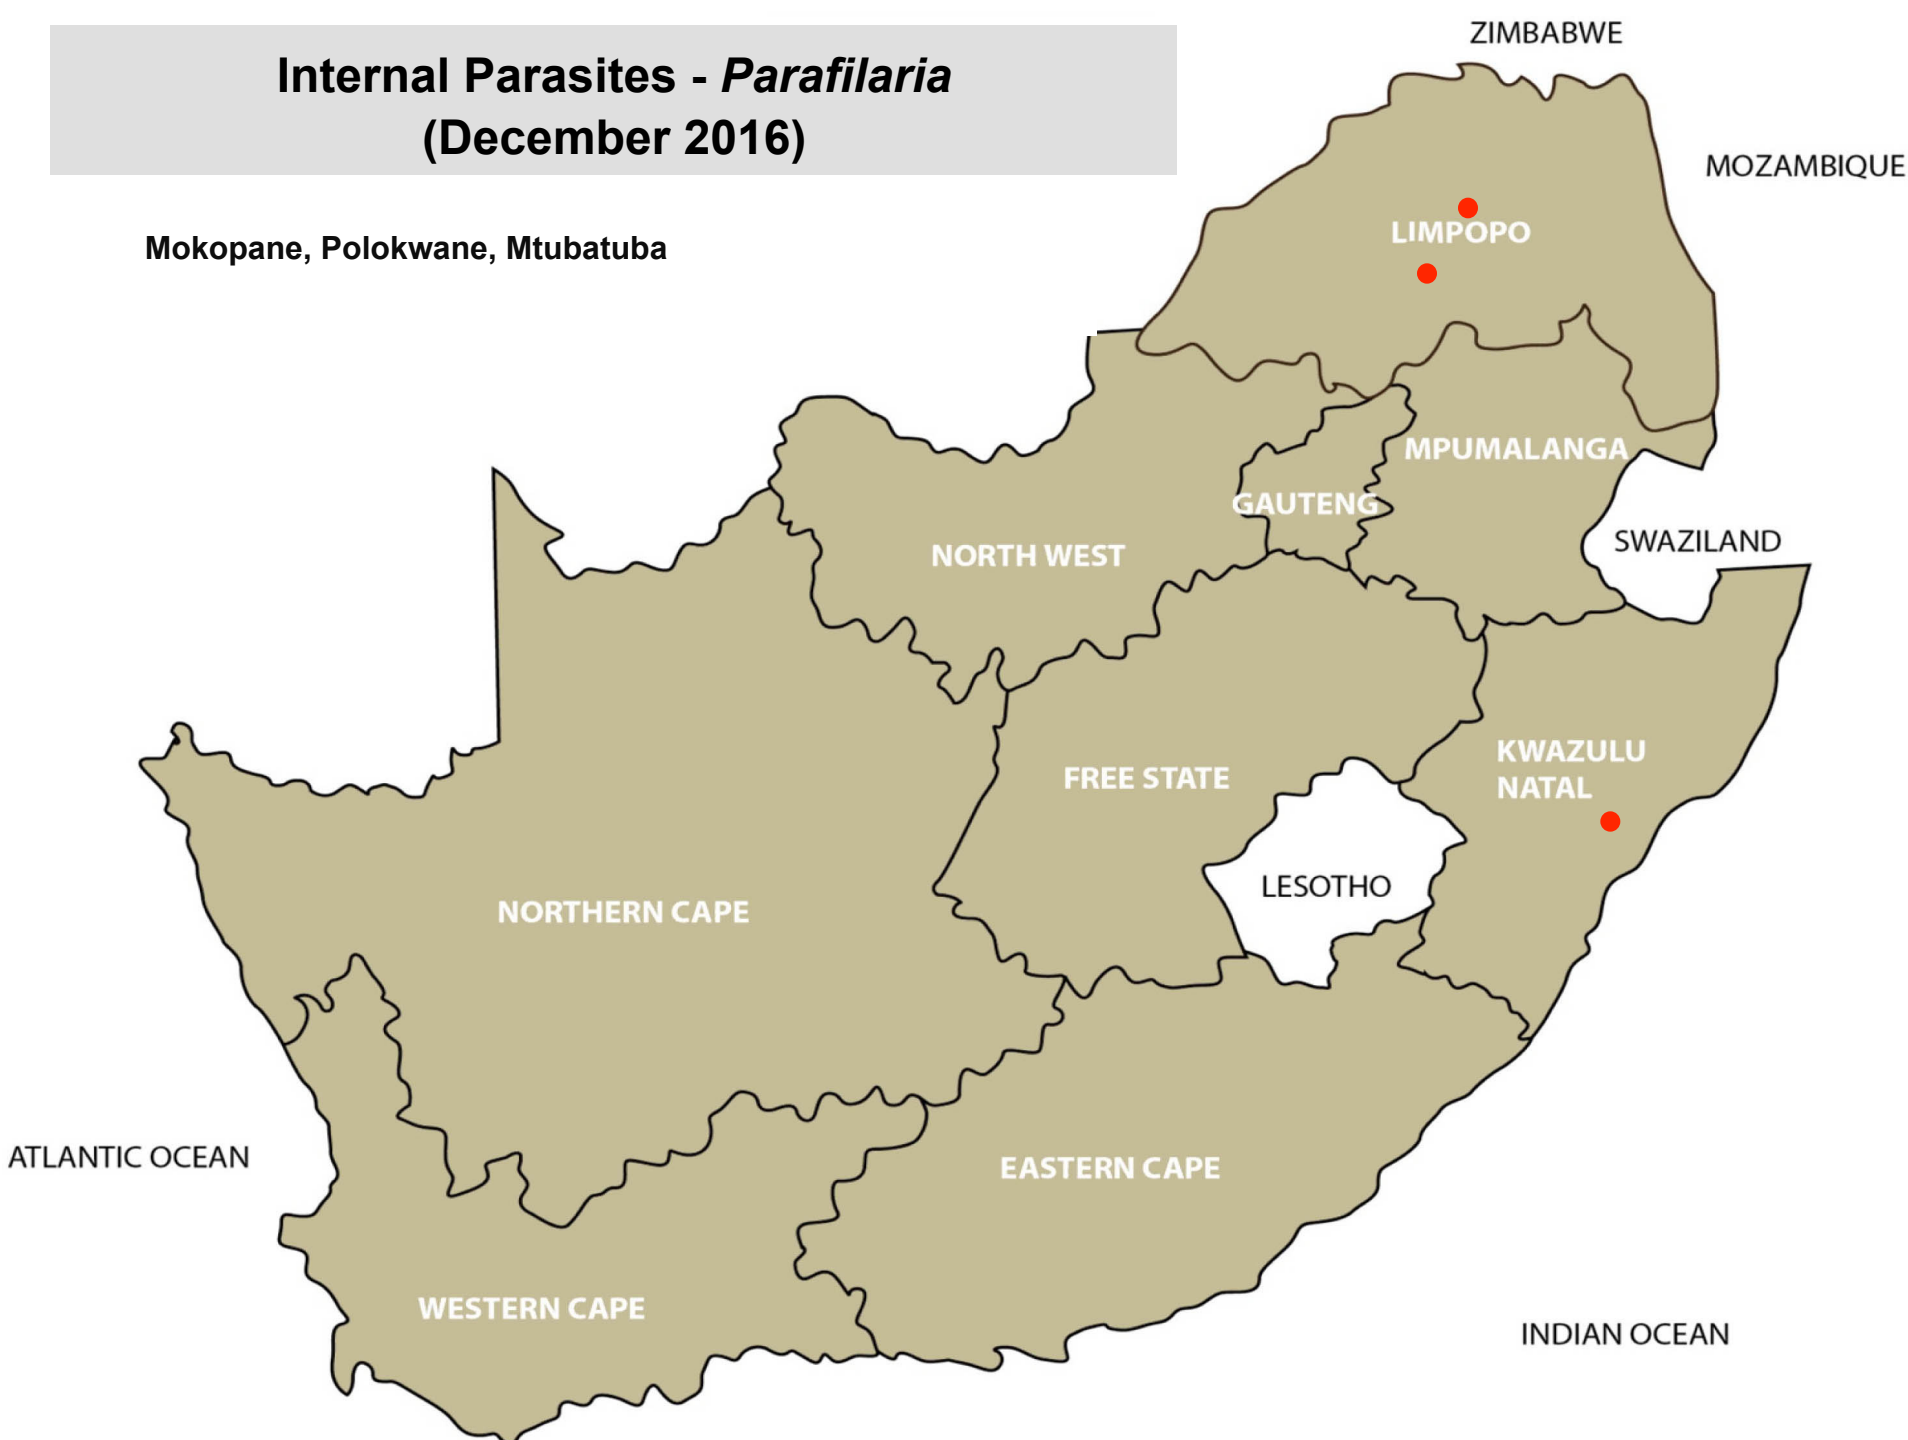 Internal Parasites - Parafilaria
(December 2016)
Mokopane, Polokwane, Mtubatuba
ZIMBABWE
MOZAMBIQUE
LIMPOPO
MPUMALANGA
GAUTENG
SWAZILAND
NORTH WEST
KWAZULU
NATAL
FREE STATE
LESOTHO
NORTHERN CAPE
ATLANTIC OCEAN
EASTERN CAPE
WESTERN CAPE
INDIAN OCEAN